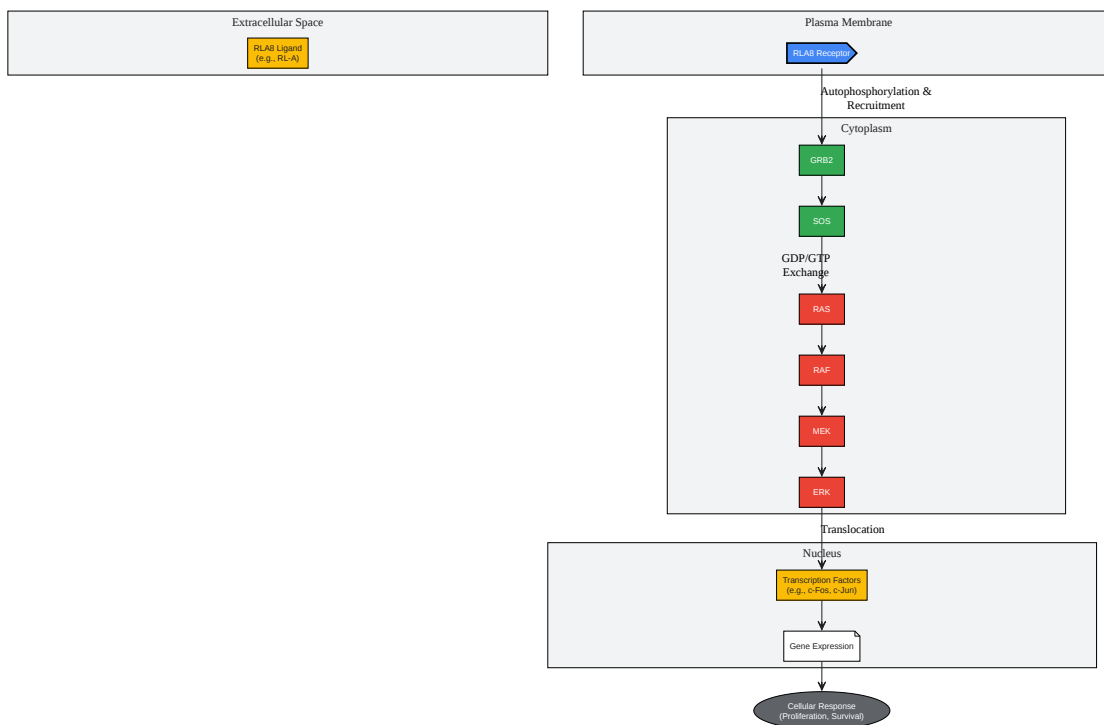 Extracellular Space
RLA8 Ligand
(e.g., RL-A)
Plasma Membrane
RLA8 Receptor
Autophosphorylation &
Recruitment
Cytoplasm
GRB2
SOS
GDP/GTP
Exchange
RAS
RAF
MEK
ERK
Translocation
Nucleus
Transcription Factors
(e.g., c-Fos, c-Jun)
Gene Expression
Cellular Response
(Proliferation, Survival)